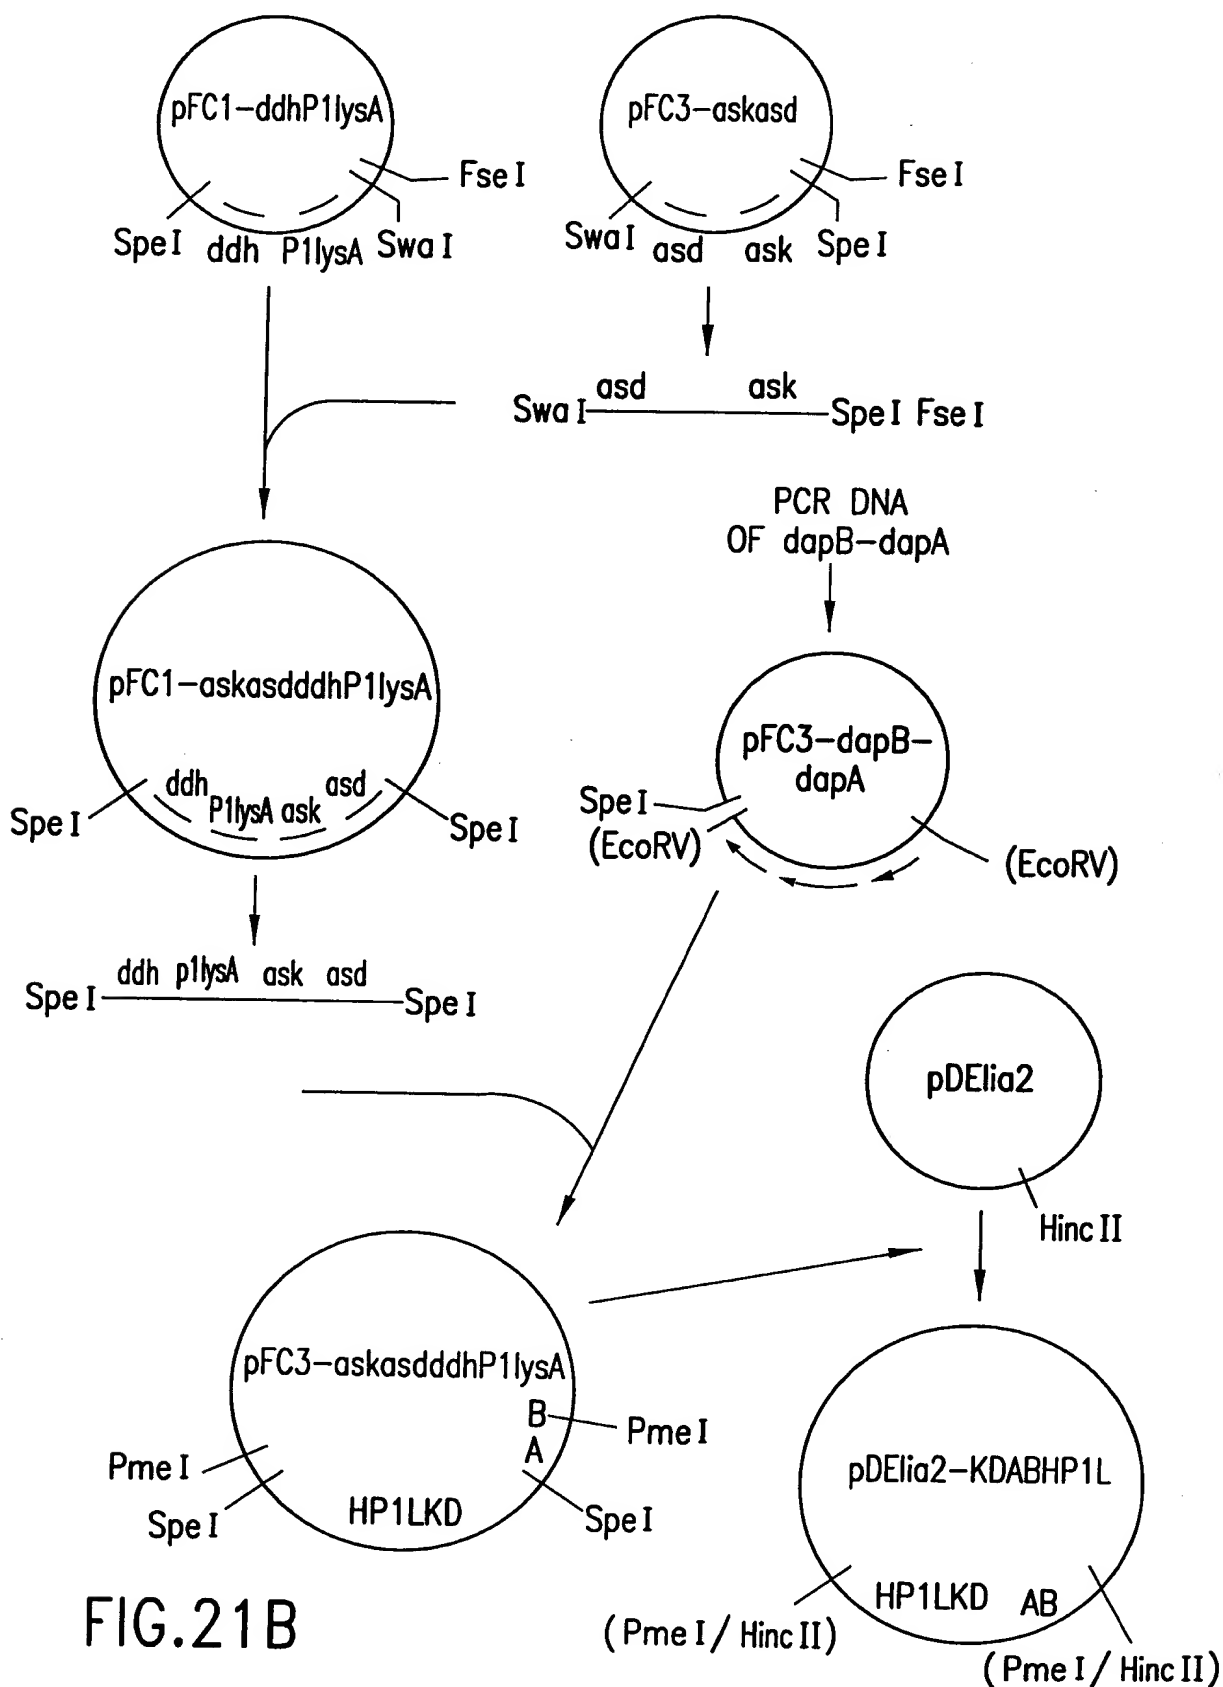 pFC1-ddhP1lysA
Fse I
Spe I
ddh
P1lysA
Swa I
pFC3-askasd
Fse I
Swa I
asd
ask
Spe I
Swa I
asd
ask
Spe I Fse I
PCR DNA
OF dapB-dapA
pFC1-askasdddhP1lysA
ddh
P1lysA
ask
asd
Spe I
Spe I
pFC3-dapB-
dapA
Spe I
(EcoRV)
(EcoRV)
ddh p1lysA ask asd
Spe I
Spe I
pDElia2
Hinc II
pFC3-askasdddhP1lysA
B
A
Pme I
Pme I
Spe I
HP1LKD
Spe I
pDElia2-KDABHP1L
HP1LKD
AB
(Pme I / Hinc II)
(Pme I / Hinc II)
FIG.21B